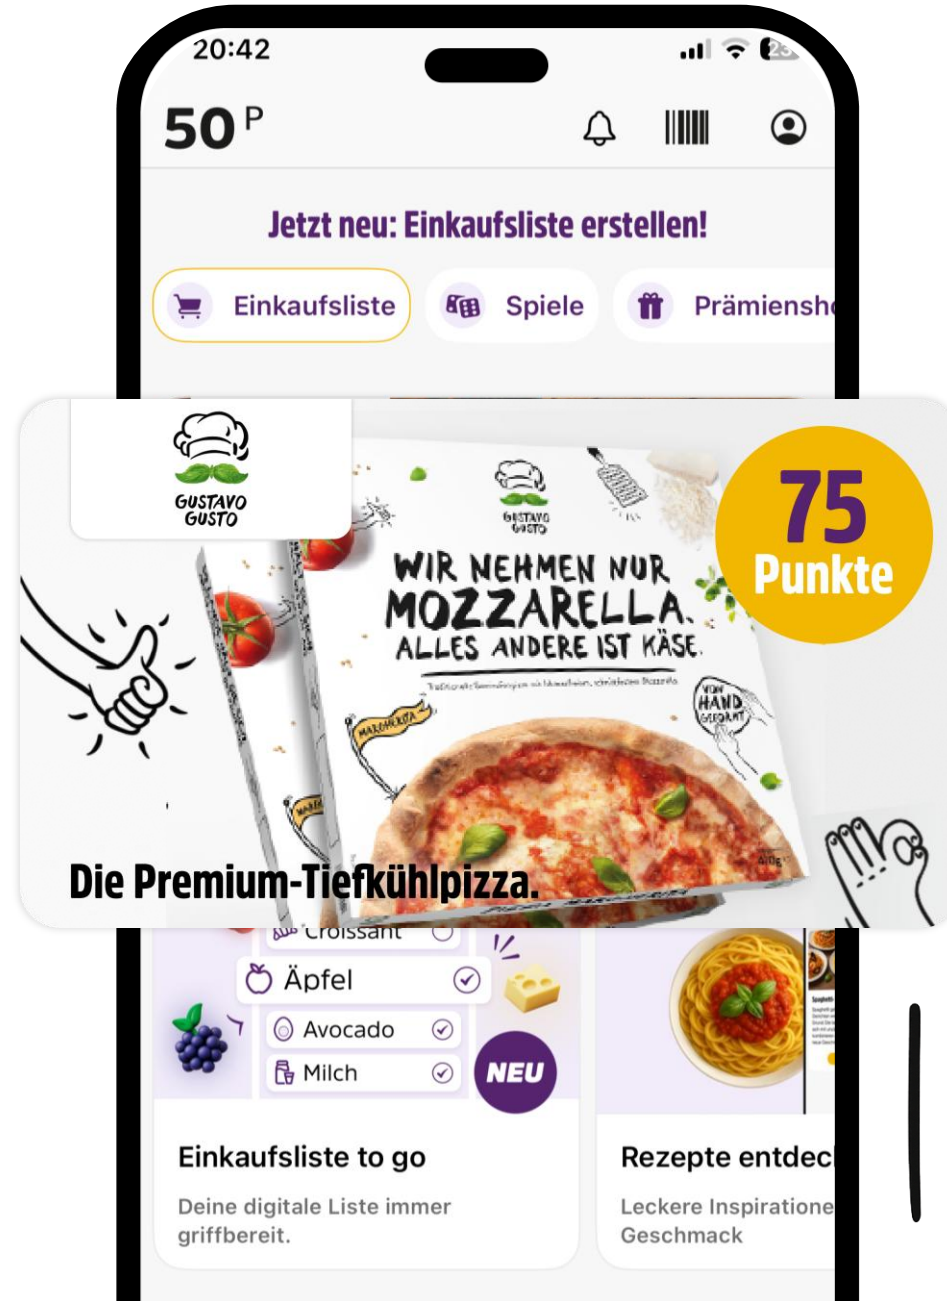 20:42
50 P
Jetzt neu: Einkaufsliste erstellen!
Einkaufsliste
Spiele
Prämiensho
GUSTAVO
GUSTO
GUSTAVO
GUSTO
75
Punkte
WIR NEHMEN NUR
MOZZARELLA.
ALLES ANDERE IST KÄSE.
VON
HAND
GEFORMT
MARGHERITA
410g
Die Premium-Tiefkühlpizza.
Croissant
Äpfel
Avocado
Milch
NEU
Einkaufsliste to go
Deine digitale Liste immer
griffbereit.
Rezepte entdec
Leckere Inspiratione
Geschmack